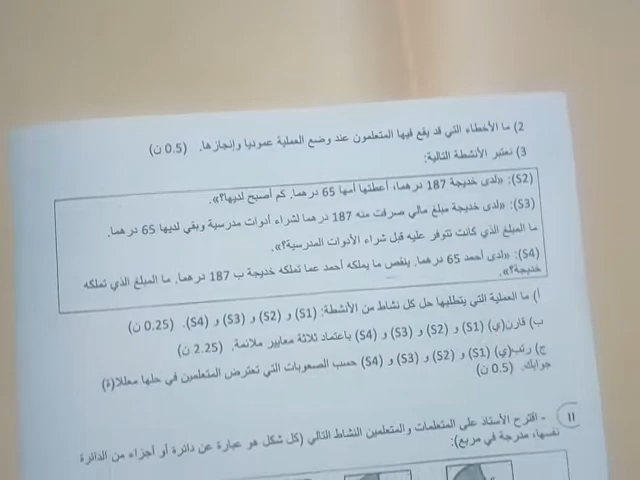 2) ما الأخطاء التي قد يقع فيها المتعلمون عند وضع العملية عموديا وإنجازها. (0.5 ن)
3) نعتبر الأنشطة التالية:
(S2): «لدى خديجة 187 درهما، أعطتها أمها 65 درهما. كم أصبح لديها؟».
(S3): «لدى خديجة مبلغ مالي صرفت منه 187 درهما لشراء أدوات مدرسية وبقي لديها 65 درهما.
ما المبلغ الذي كانت تتوفر عليه قبل شراء الأدوات المدرسية؟».
(S4): «لدى أحمد 65 درهما. ينقص ما يملكه أحمد عما تملكه خديجة ب 187 درهما. ما المبلغ الذي تملكه
خديجة؟».
أ) ما العملية التي يتطلبها حل كل نشاط من الأنشطة: (S1) و (S2) و (S3) و (S4). (0.25 ن)
ب) قارن(ي) (S1) و (S2) و (S3) و (S4) باعتماد ثلاثة معايير ملائمة. (2.25 ن)
ج) رتب(ي) (S1) و (S2) و (S3) و (S4) حسب الصعوبات التي تعترض المتعلمين في حلها معللا(ة)
جوابك. (0.5 ن)
II - اقترح الأستاذ على المتعلمات والمتعلمين النشاط التالي (كل شكل هو عبارة عن دائرة أو أجزاء من الدائرة
نفسها، مدرجة في مربع):